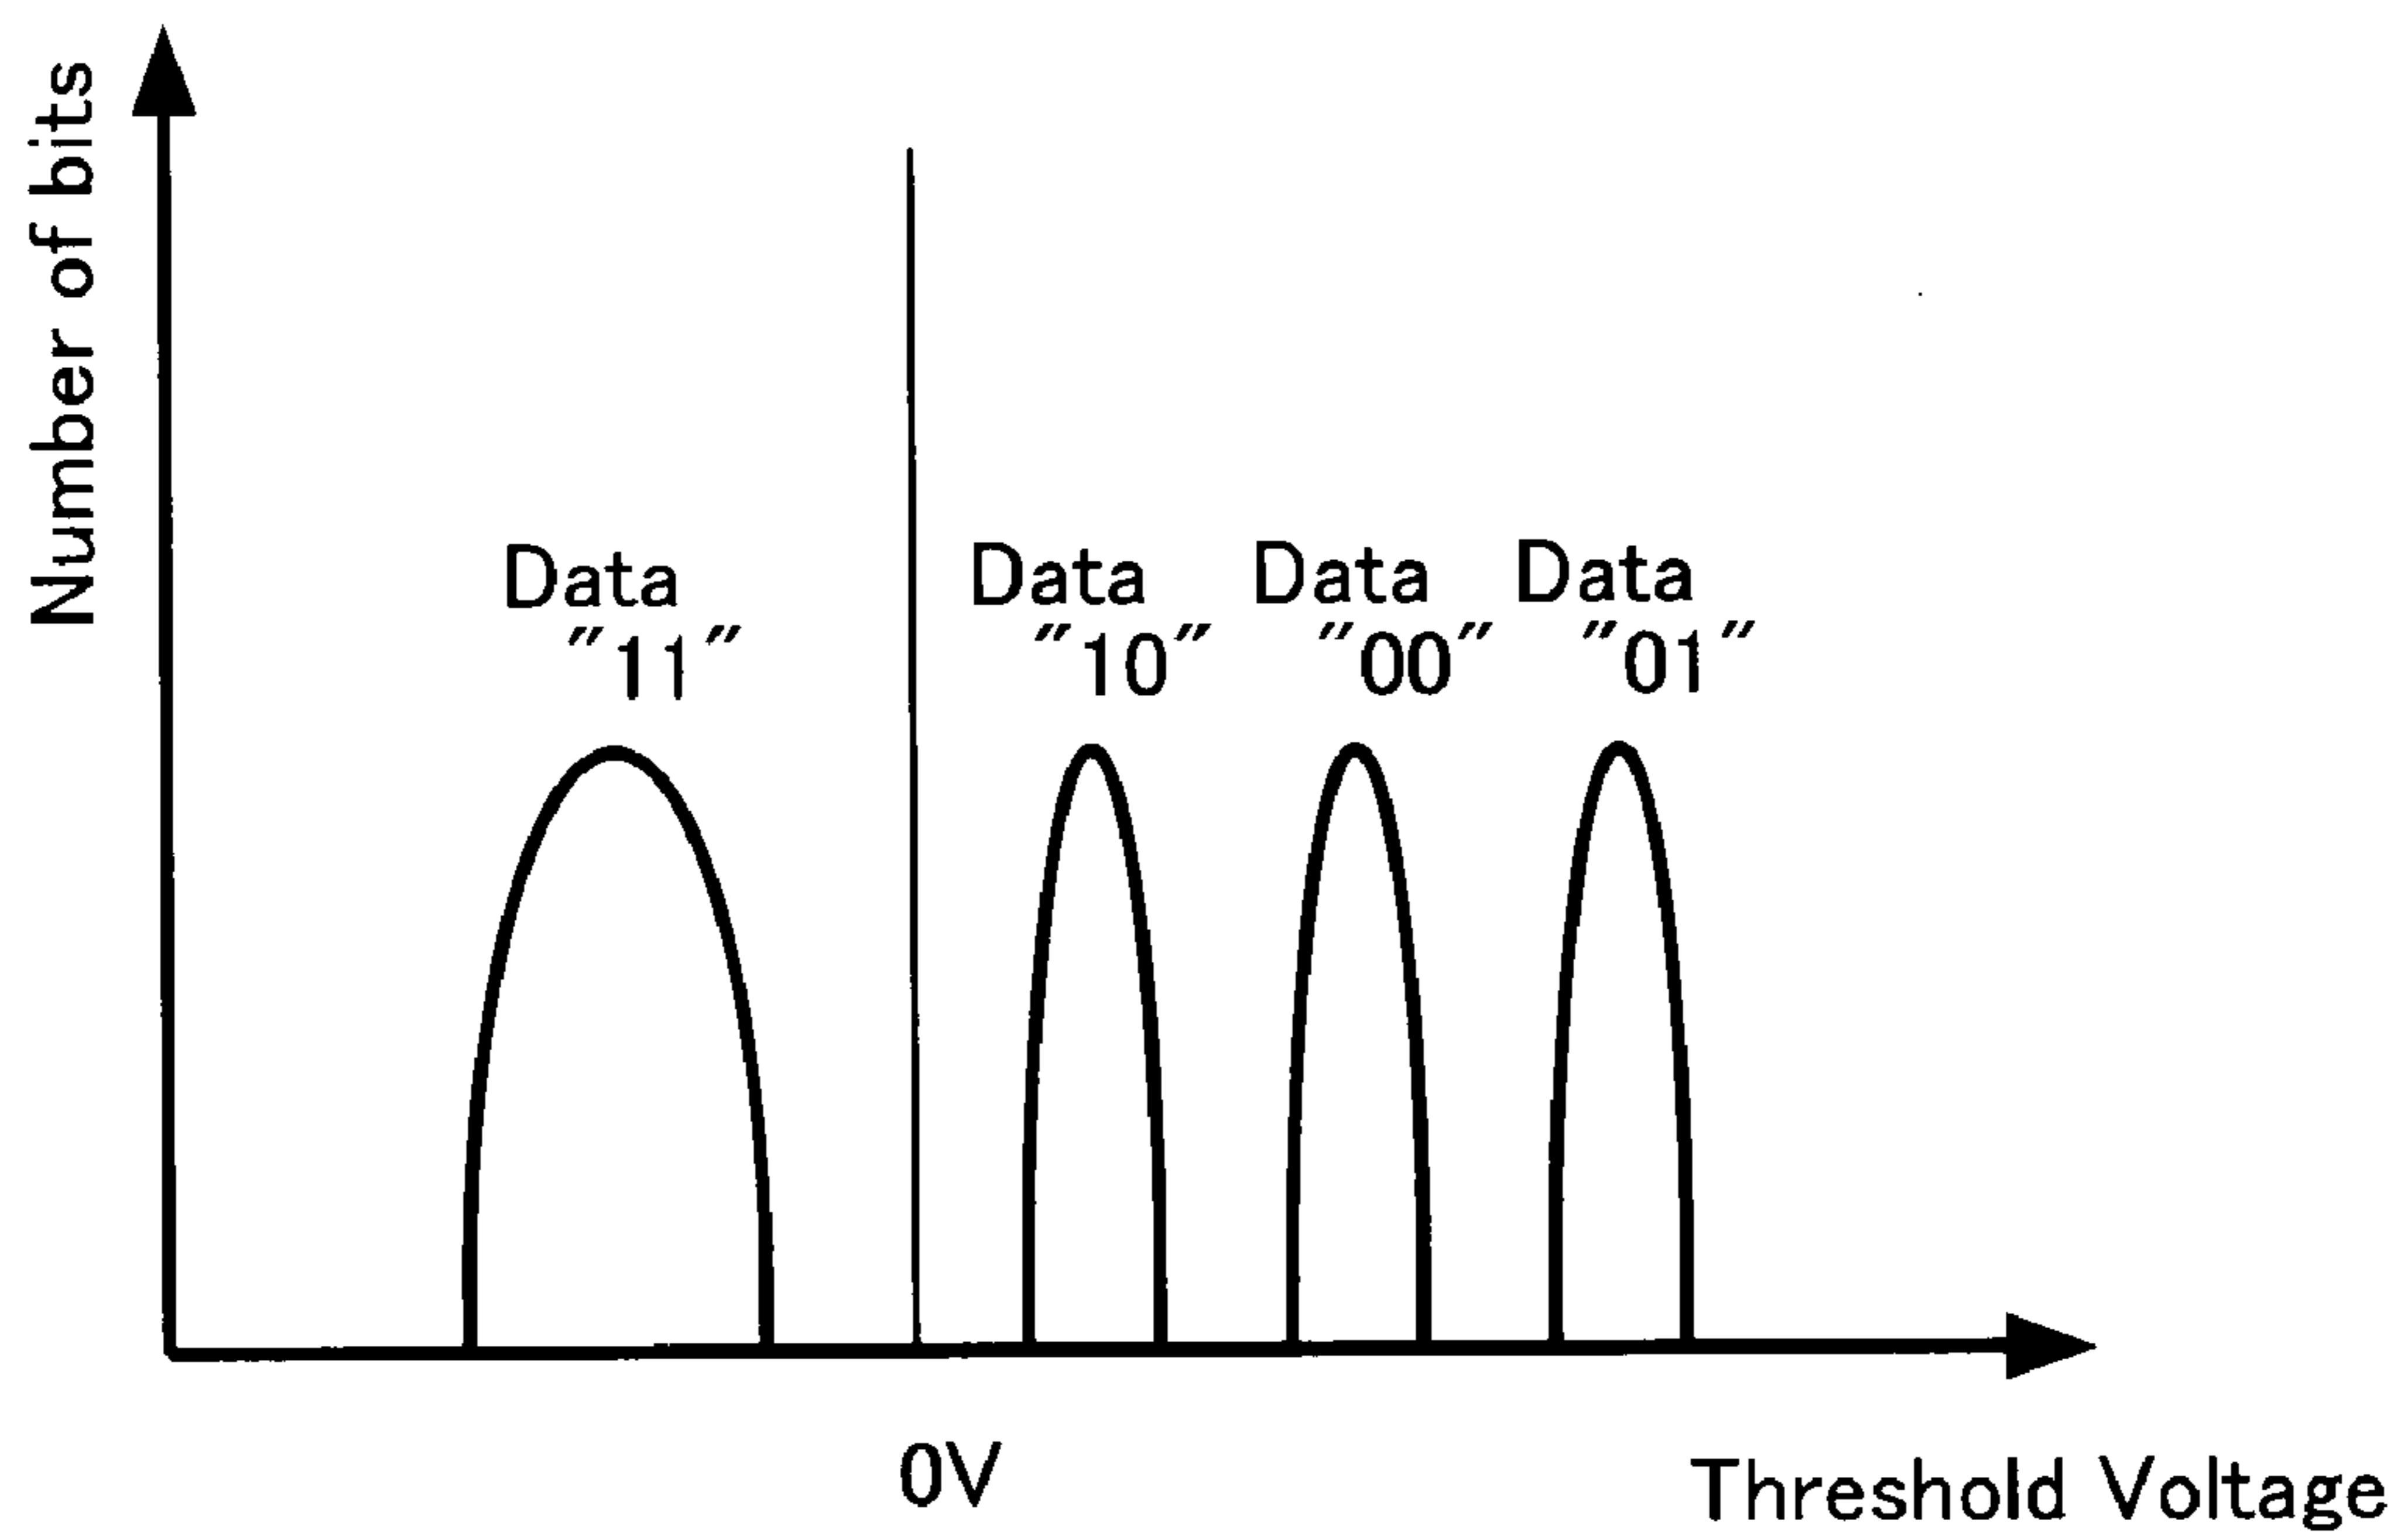 Number of bits
Data
"11"
Data
"10"
Data
"00"
Data
"01"
0V
Threshold Voltage